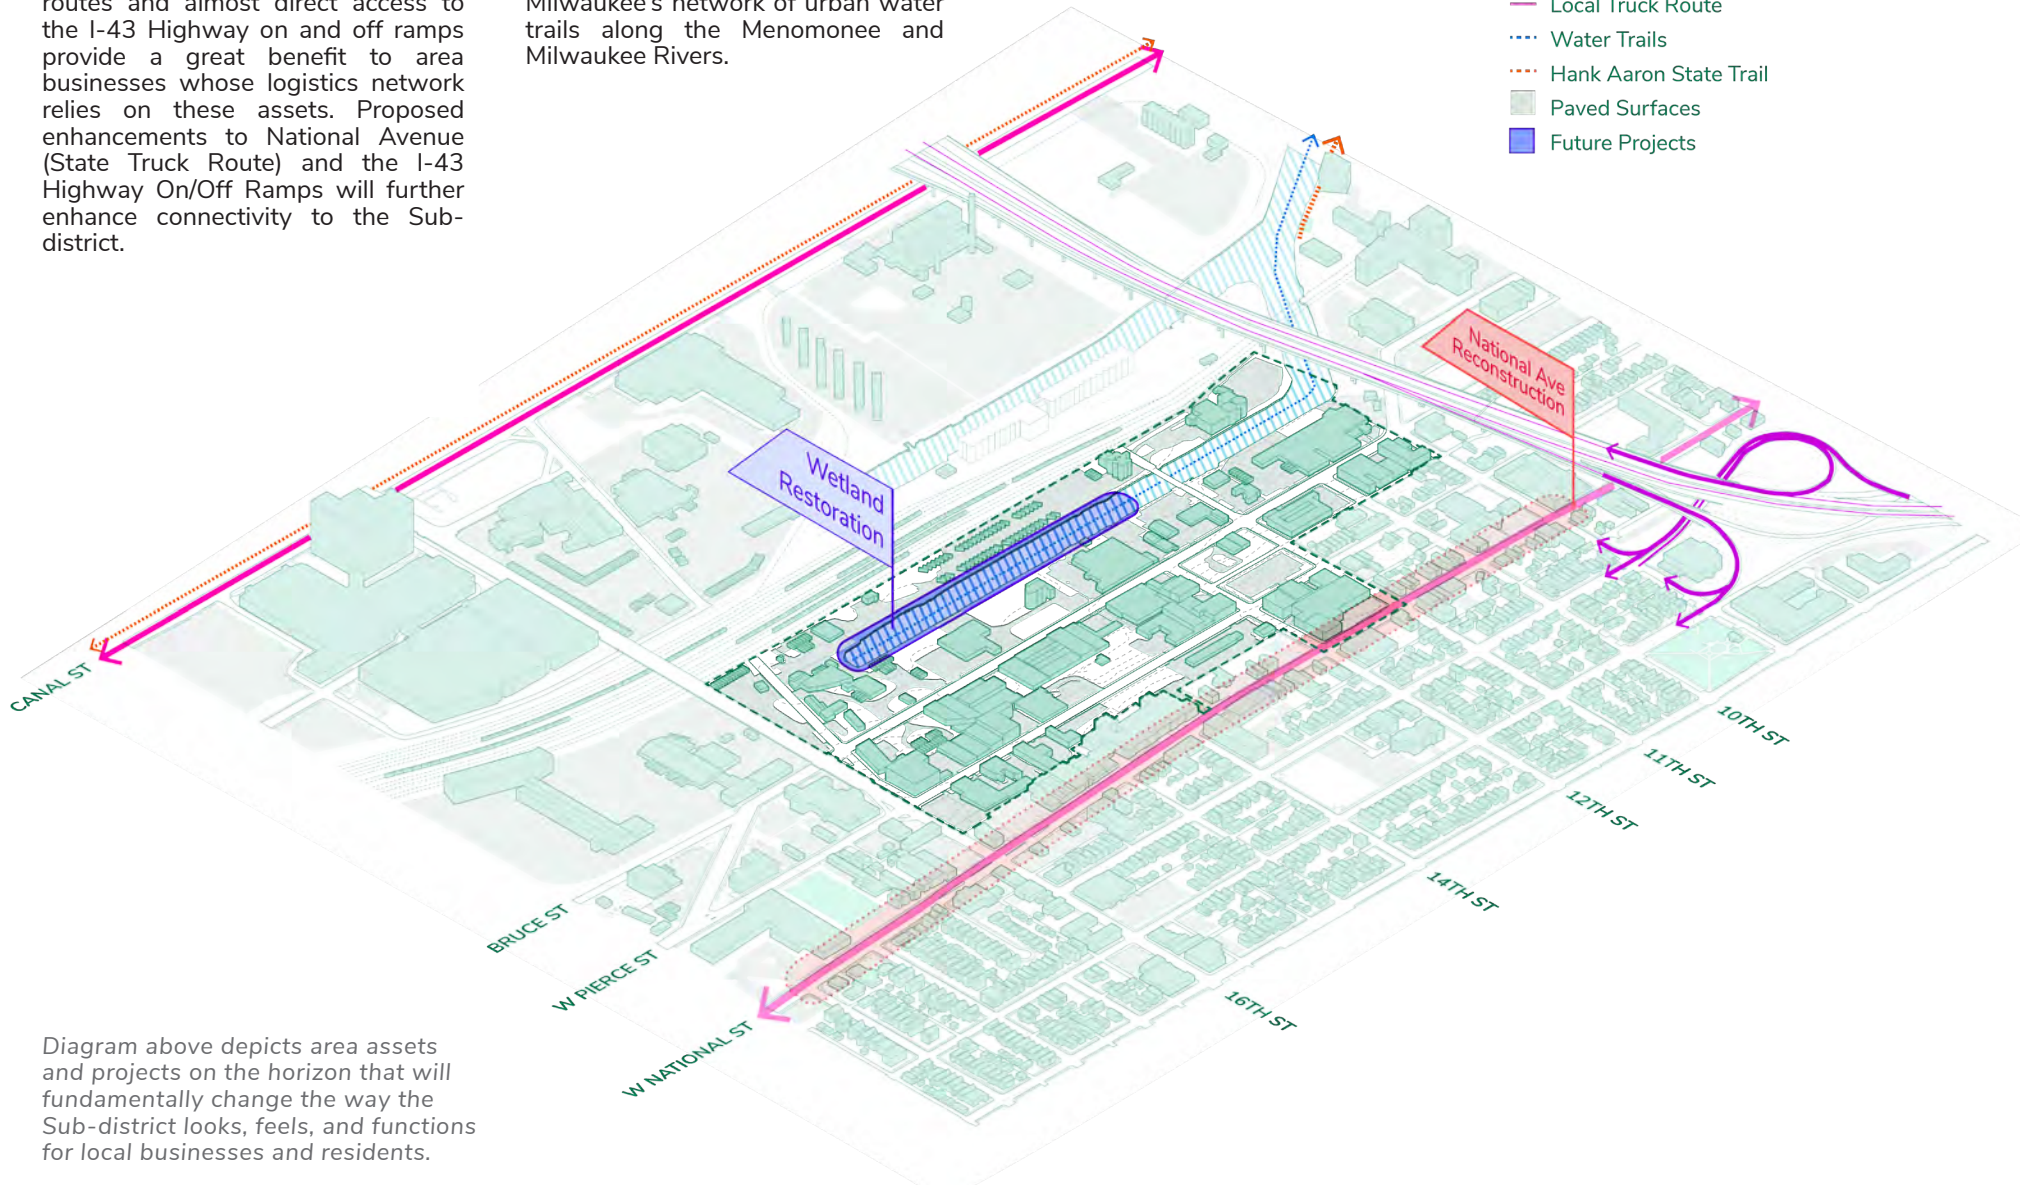 routes and almost direct access to
the I-43 Highway on and off ramps
provide a great benefit to area
businesses whose logistics network
relies on these assets. Proposed
enhancements to National Avenue
(State Truck Route) and the I-43
Highway On/Off Ramps will further
enhance connectivity to the Sub-
district.
Milwaukee's network of urban water
trails along the Menomonee and
Milwaukee Rivers.
Local Truck Route
Water Trails
Hank Aaron State Trail
Paved Surfaces
Future Projects
National Ave
Reconstruction
Wetland
Restoration
CANAL ST
BRUCE ST
W PIERCE ST
W NATIONAL ST
10TH ST
11TH ST
12TH ST
14TH ST
16TH ST
Diagram above depicts area assets
and projects on the horizon that will
fundamentally change the way the
Sub-district looks, feels, and functions
for local businesses and residents.